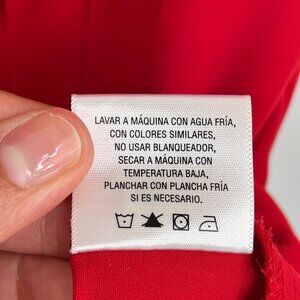 LAVAR A MÁQUINA CON AGUA FRÍA,
CON COLORES SIMILARES,
NO USAR BLANQUEADOR,
SECAR A MÁQUINA CON
TEMPERATURA BAJA,
PLANCHAR CON PLANCHA FRÍA
SI ES NECESARIO.